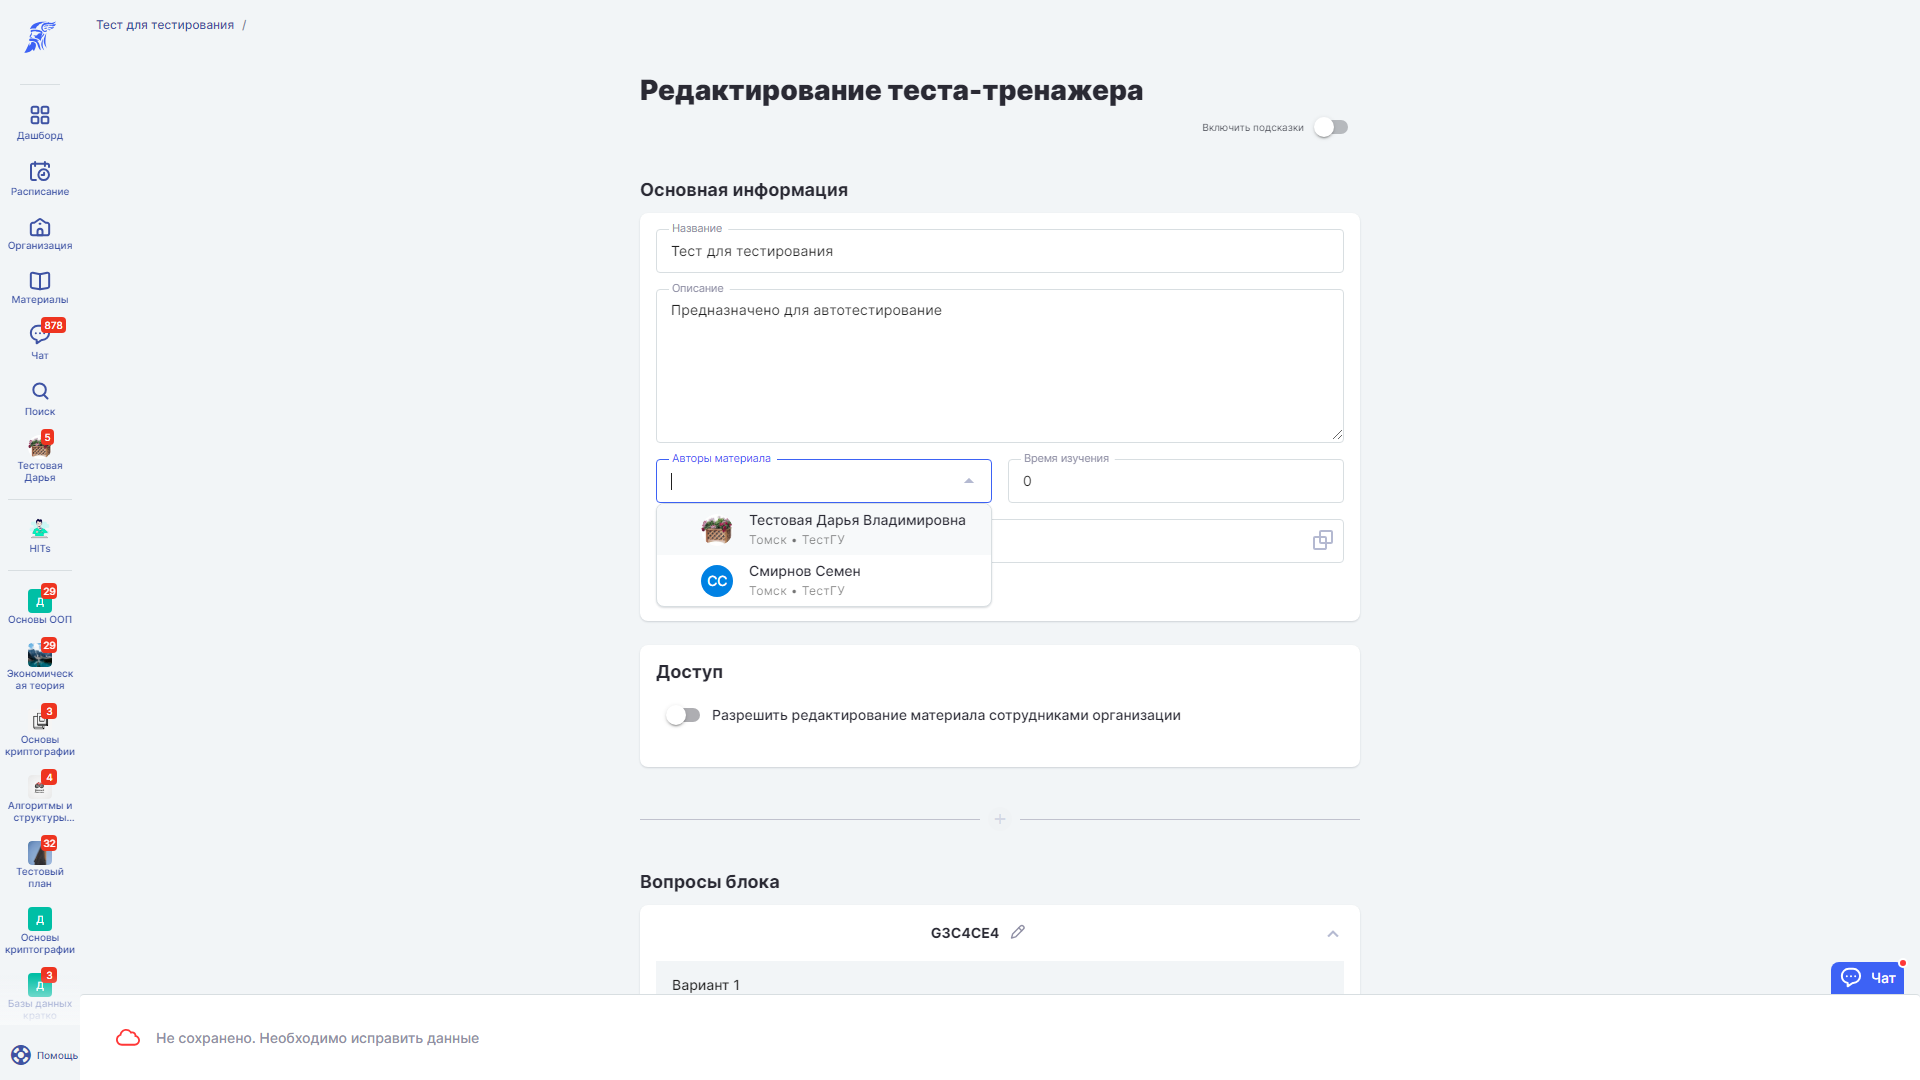 Тест для тестирования /
Дашборд
Расписание
Организация
Материалы
878
Чат
Поиск
5
Тестовая
Дарья
HITs
29
Д
Основы ООП
29
Экономическ
ая теория
3
Основы
криптографии
4
Алгоритмы и
структуры...
32
Тестовый
план
Д
Основы
криптографии
3
Д
Базы данных
кратко
Помощь
Редактирование теста-тренажера
Включить подсказки
Основная информация
Название
Тест для тестирования
Описание
Предназначено для автотестирование
Авторы материала
Время изучения
0
Тестовая Дарья Владимировна
Томск • ТестГУ
СС
Смирнов Семен
Томск • ТестГУ
Доступ
Разрешить редактирование материала сотрудниками организации
Вопросы блока
G3C4CE4
Вариант 1
Чат
Не сохранено. Необходимо исправить данные